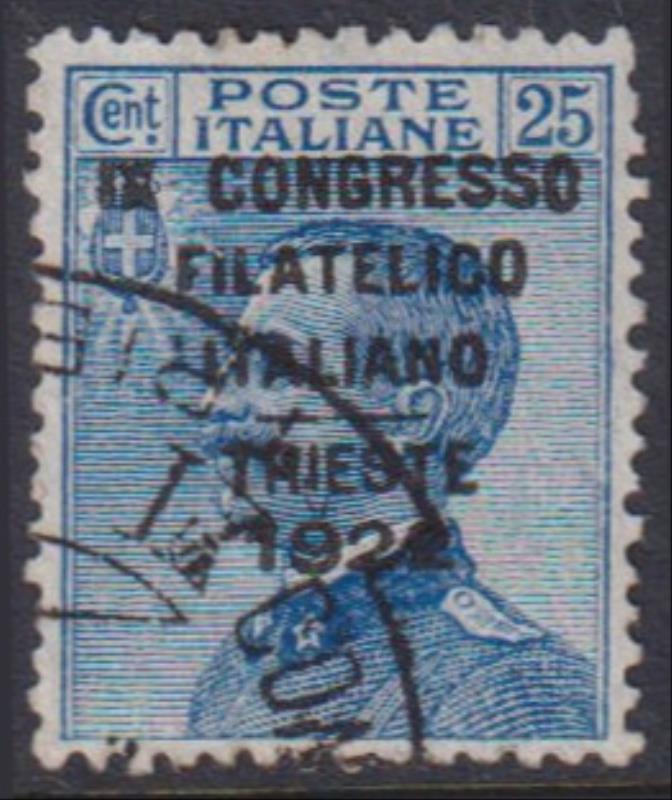 Cent. POSTE ITALIANE 25
IX CONGRESSO
FILATELICO
ITALIANO
TRIESTE
1922